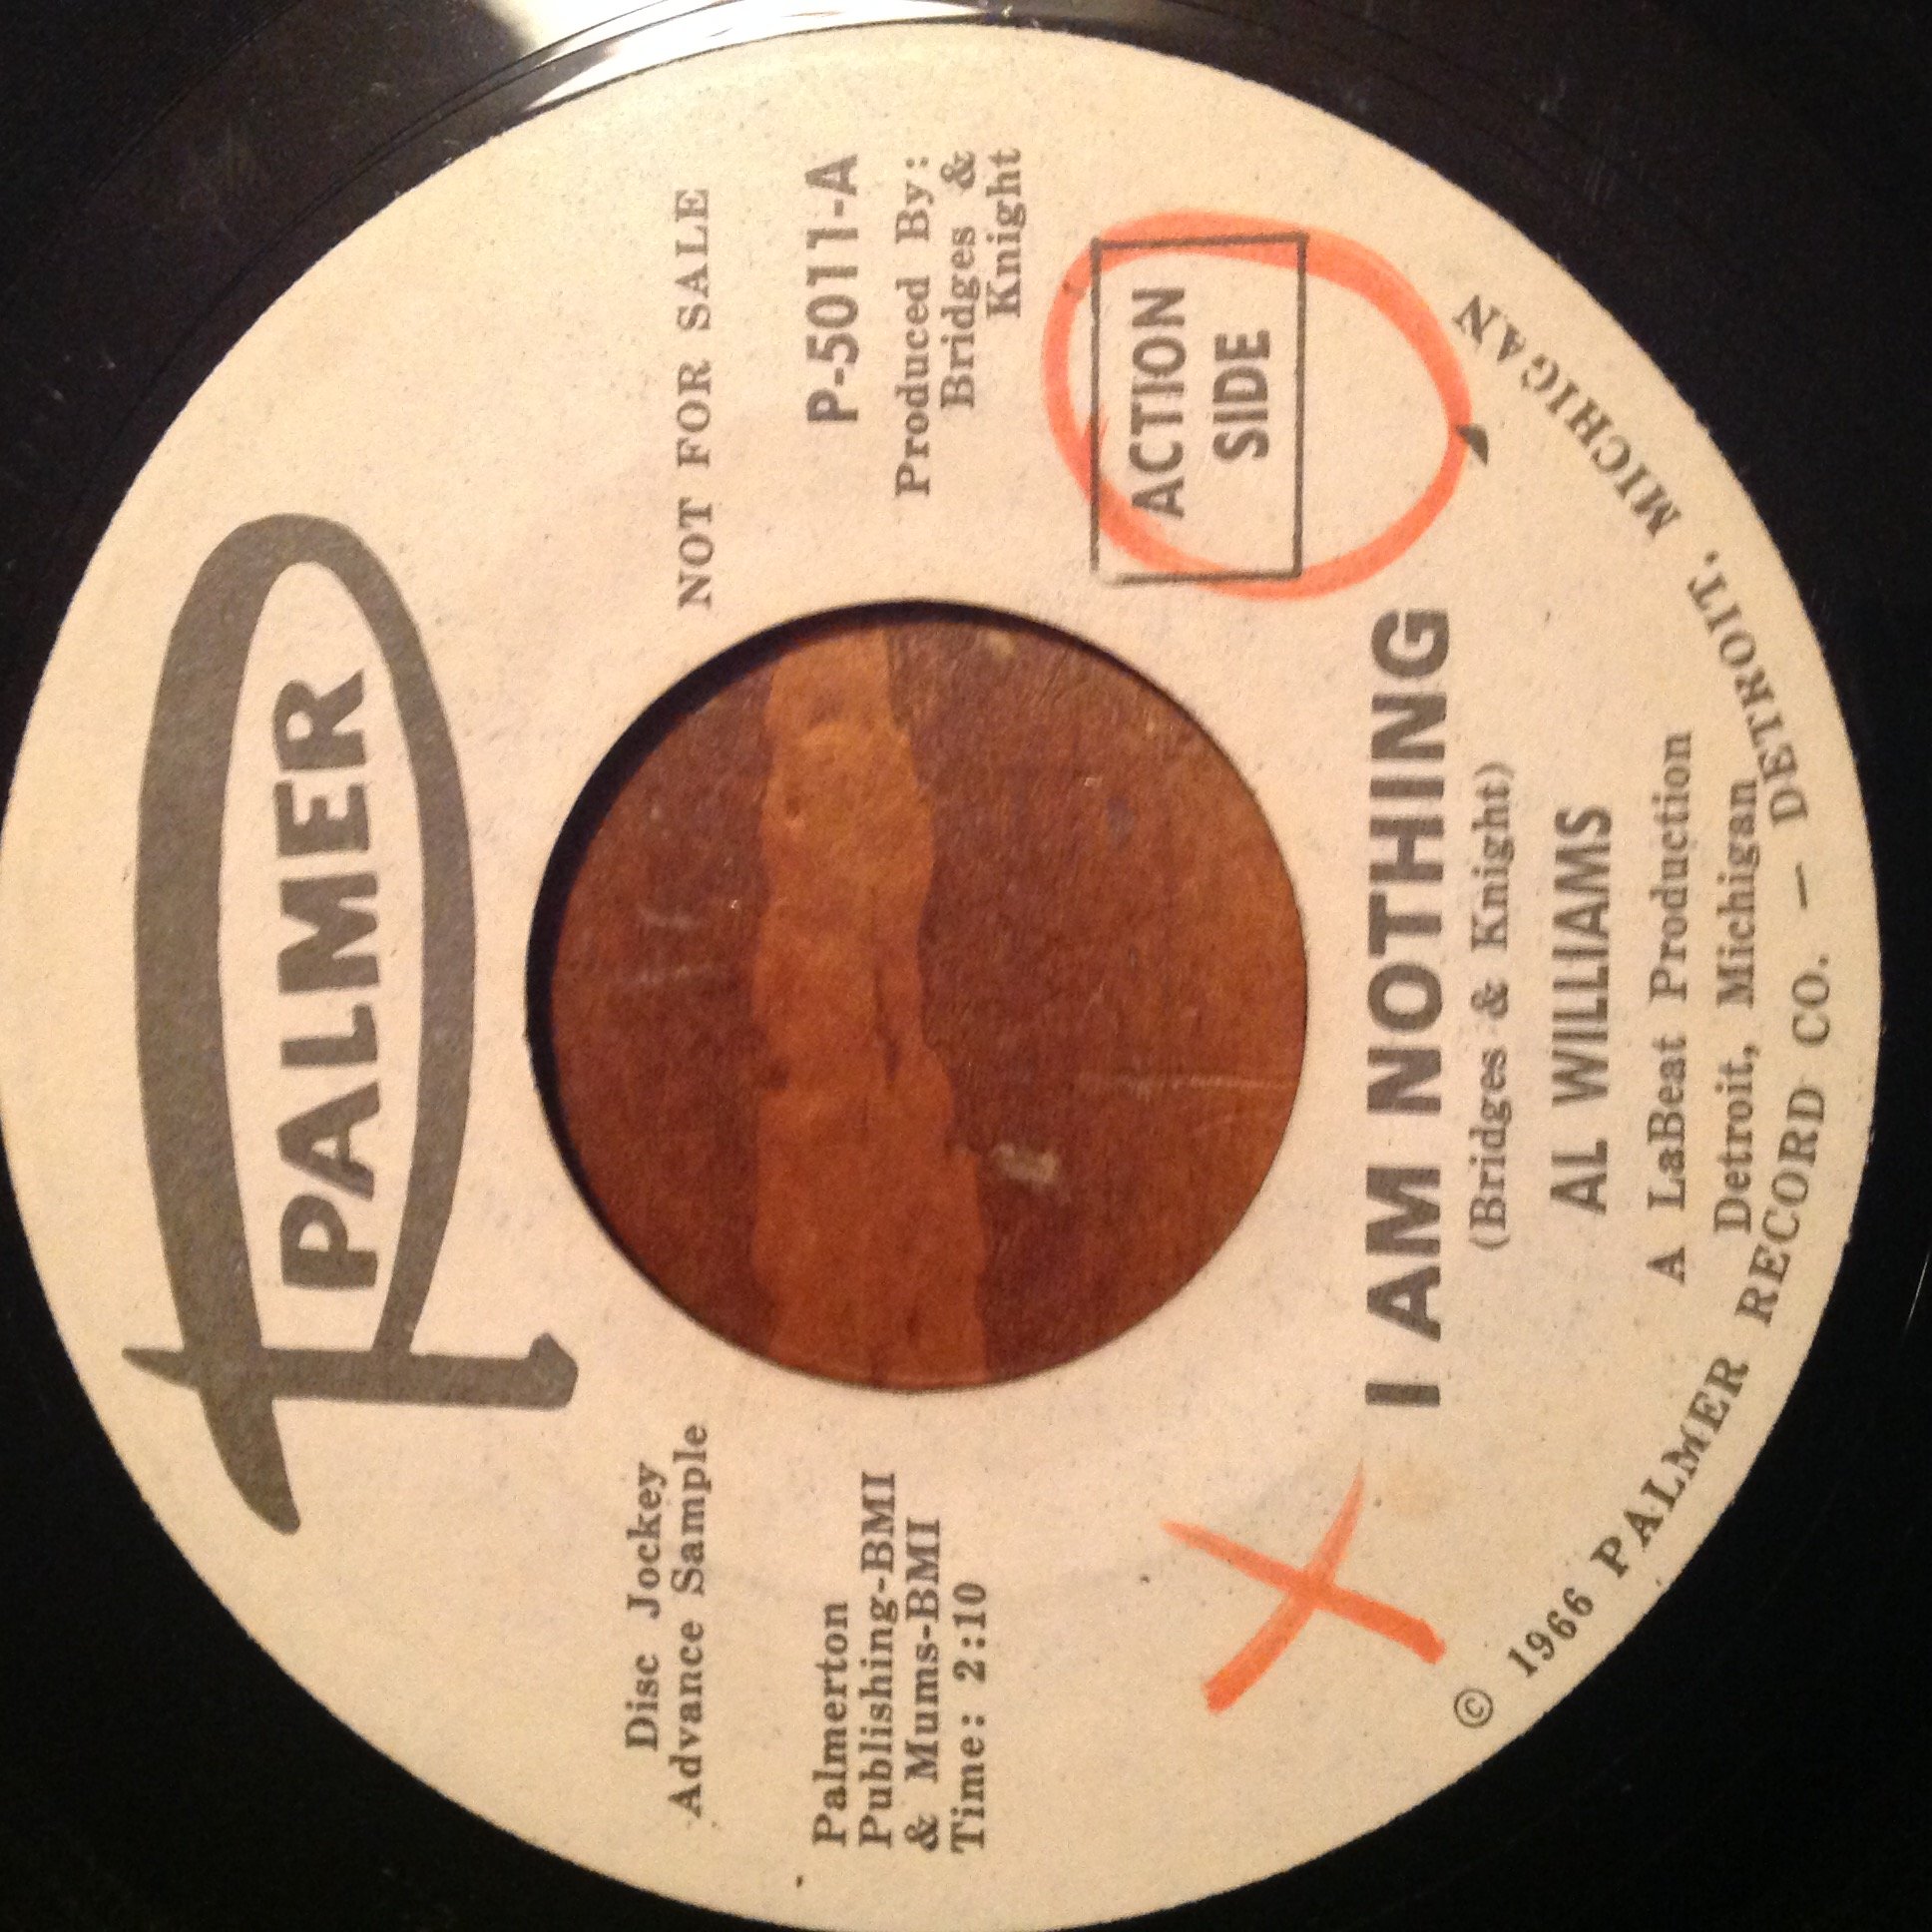 PALMER
Disc Jockey
Advance Sample
NOT FOR SALE
Palmerton
Publishing-BMI
& Mums-BMI
Time: 2:10
P-5011-A
Produced By:
Bridges &
Knight
ACTION
SIDE
I AM NOTHING
(Bridges & Knight)
AL WILLIAMS
A LaBeat Production
Detroit, Michigan
© 1966 PALMER RECORD CO. — DETROIT, MICHIGAN